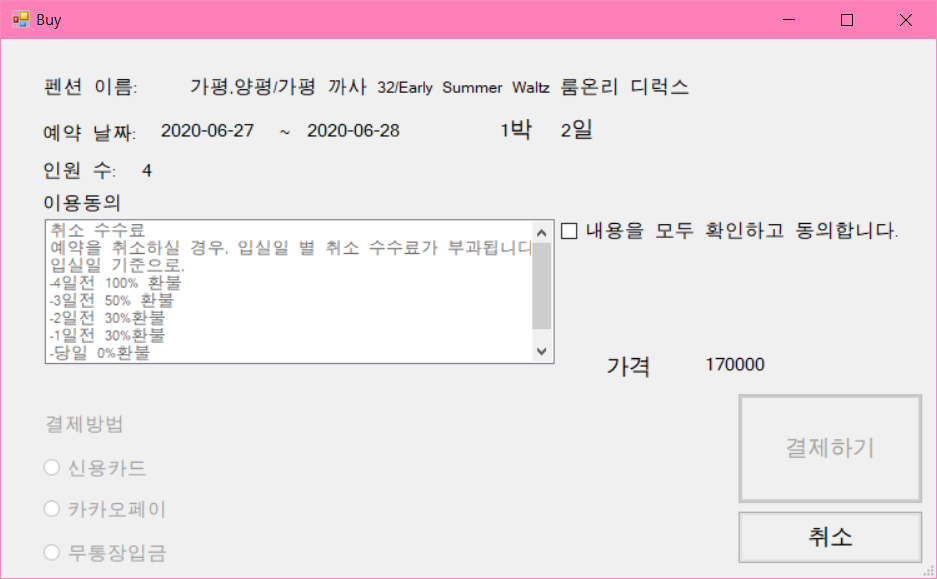 Buy
펜션 이름: 가평.양평/가평 까사 32/Early Summer Waltz 룸온리 디럭스
예약 날짜: 2020-06-27 ~ 2020-06-28 1박 2일
인원 수: 4
이용동의
취소 수수료
예약을 취소하실 경우, 입실일 별 취소 수수료가 부과됩니다
입실일 기준으로,
-4일전 100% 환불
-3일전 50% 환불
-2일전 30%환불
-1일전 30%환불
-당일 0%환불
내용을 모두 확인하고 동의합니다.
가격 170000
결제방법
신용카드
카카오페이
무통장입금
결제하기
취소